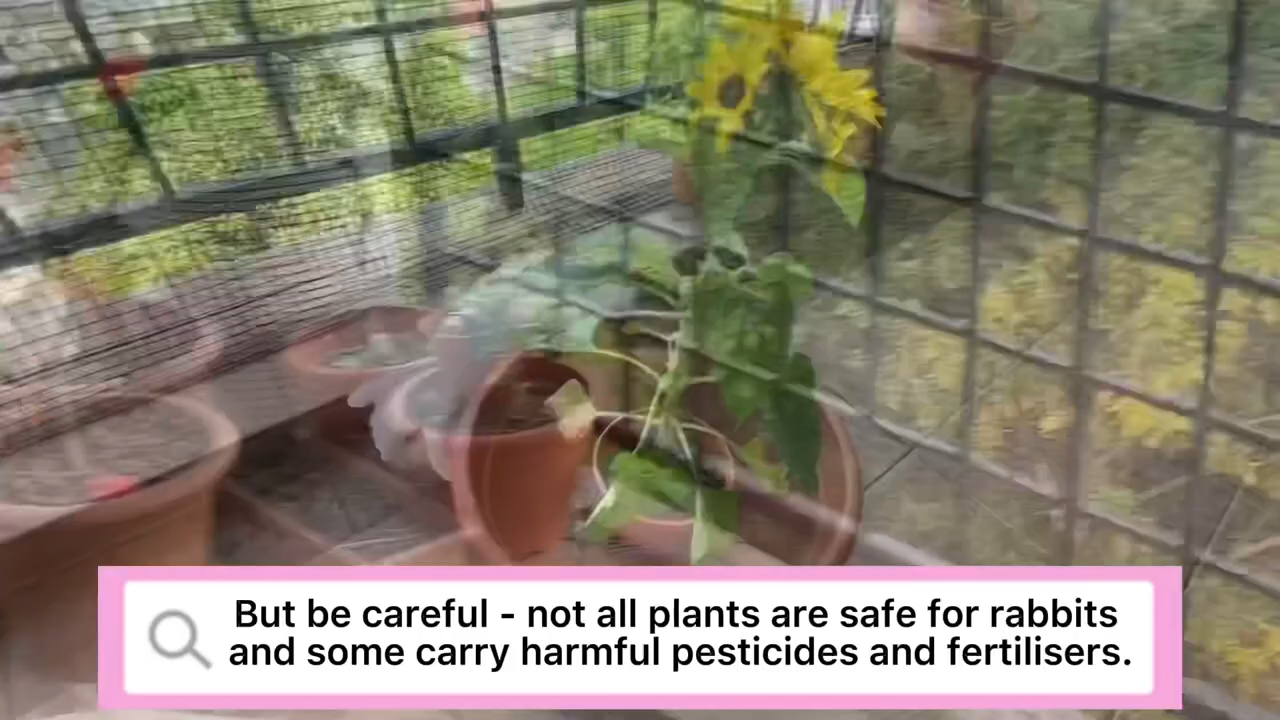 But be careful - not all plants are safe for rabbits
and some carry harmful pesticides and fertilisers.